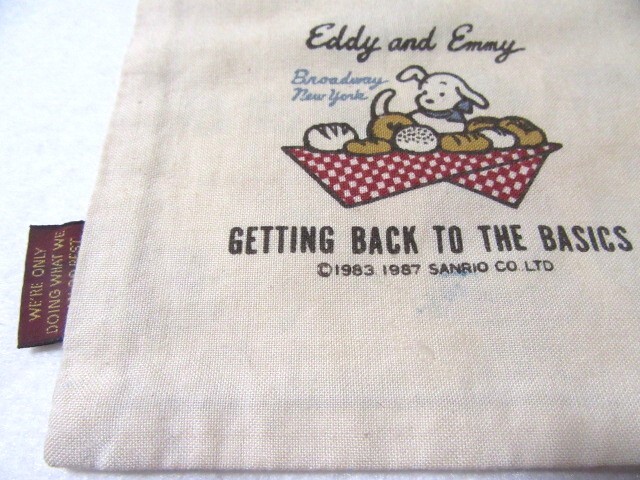 Eddy and Emmy
Broadway
New York
GETTING BACK TO THE BASICS
©1983, 1987 SANRIO CO. LTD
WE'RE ONLY
DOING WHAT WE
BEST